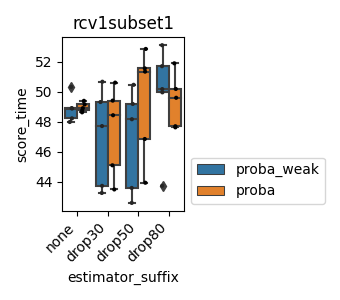 rcv1subset1
score_time
52
50
48
46
44
none
drop30
drop50
drop80
estimator_suffix
proba_weak
proba